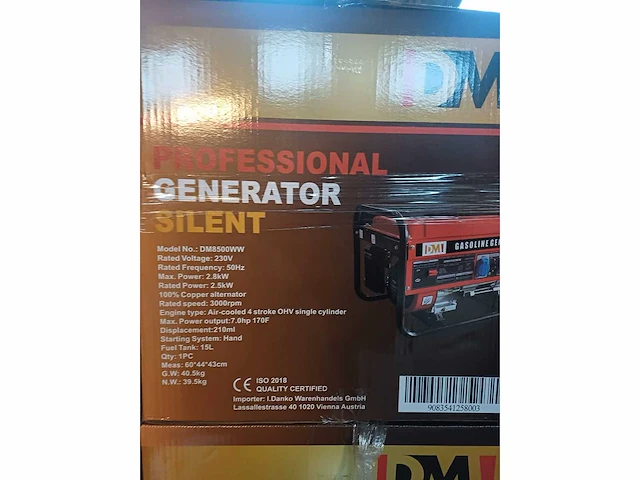 DM
PROFESSIONAL
GENERATOR
SILENT
Model No.: DM8500WW
Rated Voltage: 230V
Rated Frequency: 50Hz
Max. Power: 2.8kW
Rated Power: 2.5kW
100% Copper alternator
Rated speed: 3000rpm
Engine type: Air-cooled 4 stroke OHV single cylinder
Max. Power output:7.0hp 170F
Displacement:210ml
Starting System: Hand
Fuel Tank: 15L
Qty: 1PC
Meas: 60*44*43cm
G.W: 40.5kg
N.W.: 39.5kg
DM!
GASOLINE GE
CE ISO 2018
QUALITY CERTIFIED
Importer: I.Danko Warenhandels GmbH
Lassallestrasse 40 1020 Vienna Austria
9083541258003
DM!